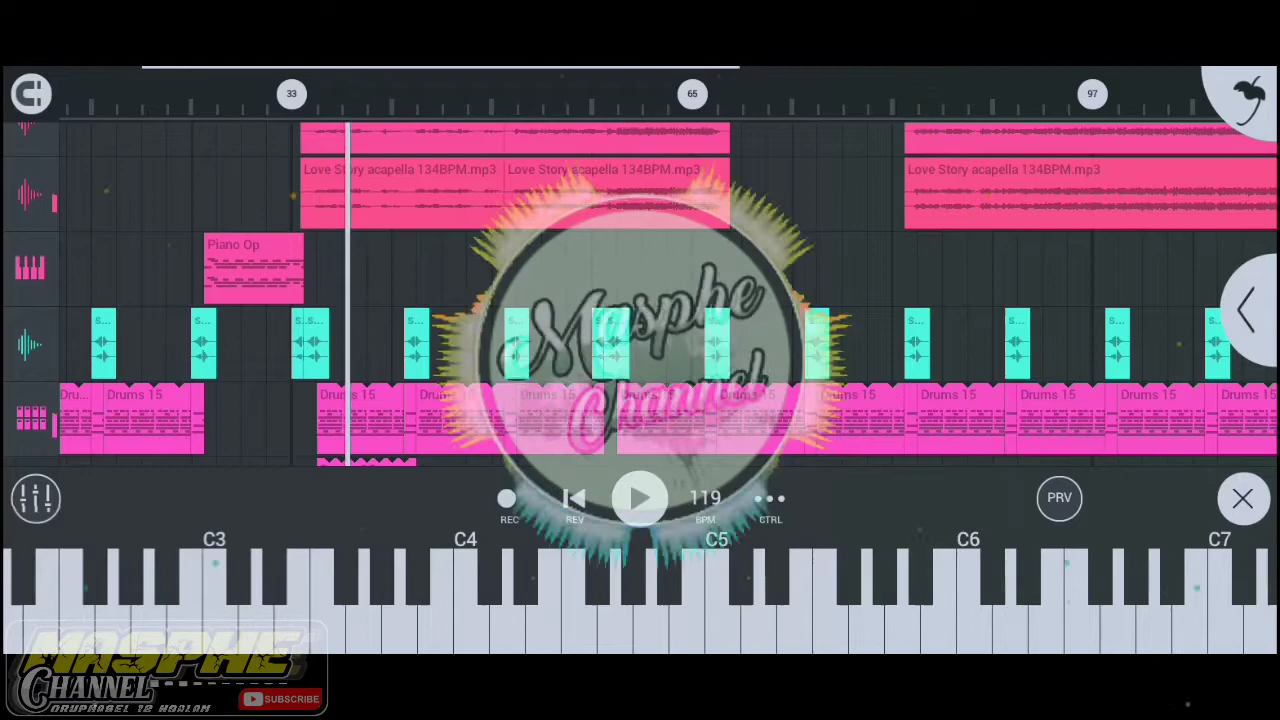 33 65 97
Love Story acapella 134BPM.mp3 Love Story acapella 134BPM.mp3 Love Story acapella 134BPM.mp3
Piano Op
s... s... s... s... s... s... s... s... s... s...
Masphe
Channel
Dru... Drums 15 Drums 15 Drums 15 Drums 15 Drums 15 Drums 15 Drums 15
119 PRV
REC REV BPM CTRL
C3 C4 C5 C6 C7
MASPHE
CHANNEL
SUBSCRIBE